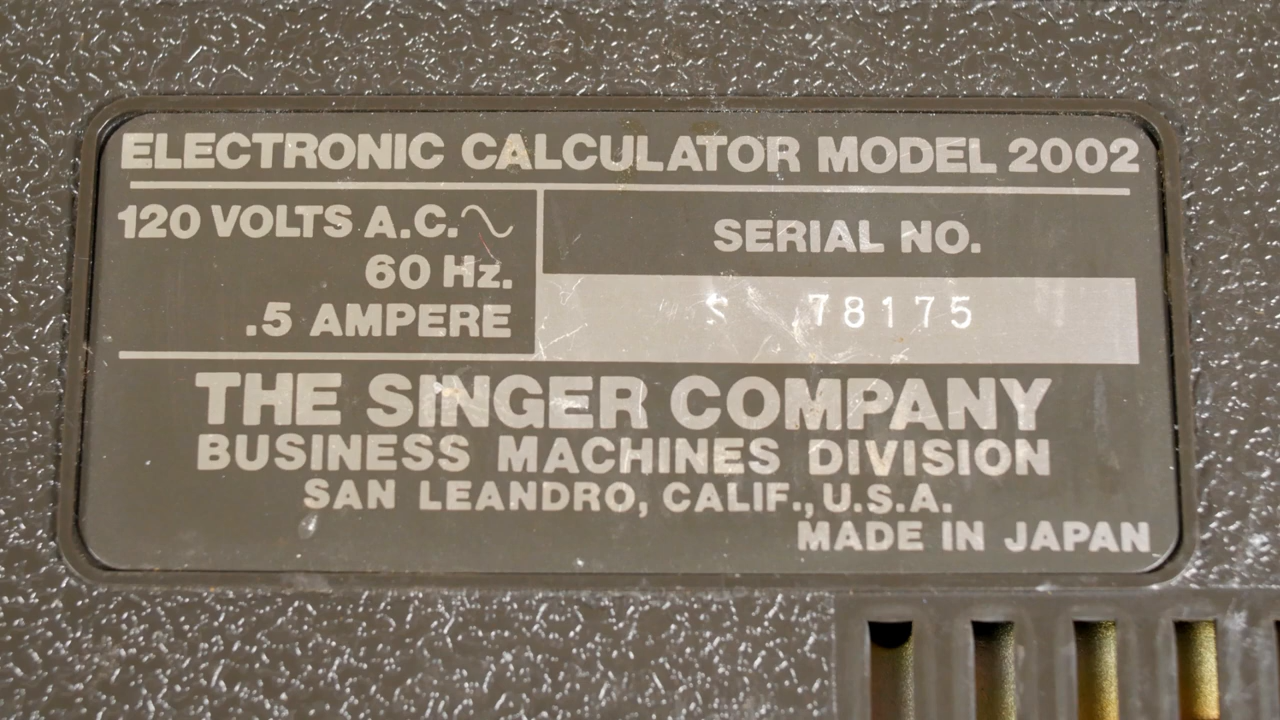 ELECTRONIC CALCULATOR MODEL 2002
120 VOLTS A.C.
60 Hz.
.5 AMPERE
SERIAL NO.
S 78175
THE SINGER COMPANY
BUSINESS MACHINES DIVISION
SAN LEANDRO, CALIF., U.S.A.
MADE IN JAPAN